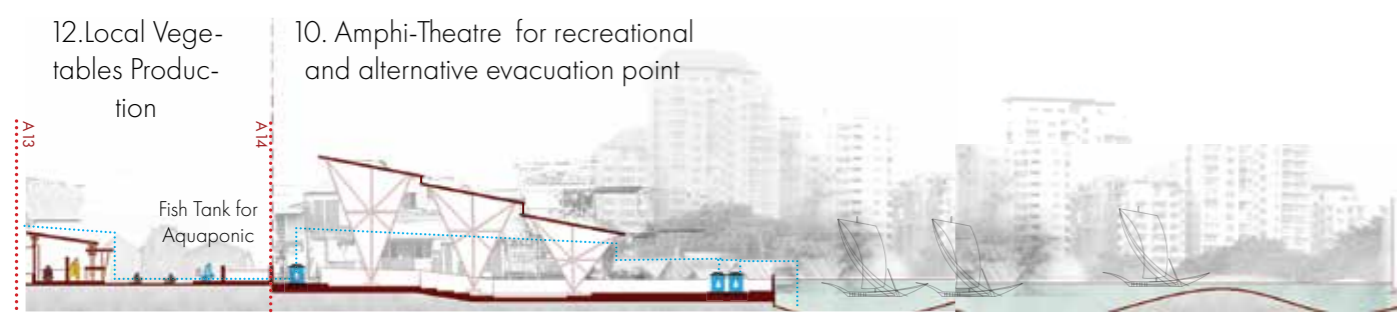 12.Local Vege-
tables Produc-
tion
10. Amphi-Theatre for recreational
and alternative evacuation point
A13
A14
Fish Tank for
Aquaponic